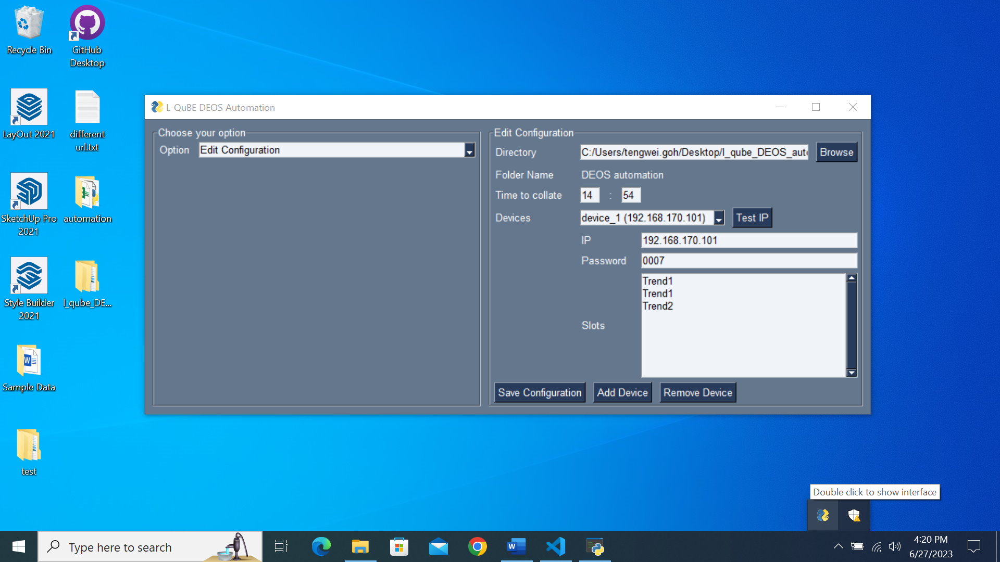 Recycle Bin
GitHub
Desktop
LayOut 2021
different
url.txt
SketchUp Pro
2021
automation
Style Builder
2021
l_qube_DE...
Sample Data
test
L-QuBE DEOS Automation
Choose your option
Option
Edit Configuration
Edit Configuration
Directory
C:/Users/tengwei.goh/Desktop/l_qube_DEOS_auto
Browse
Folder Name
DEOS automation
Time to collate
14 : 54
Devices
device_1 (192.168.170.101)
Test IP
IP
192.168.170.101
Password
0007
Slots
Trend1
Trend1
Trend2
Save Configuration
Add Device
Remove Device
Double click to show interface
Type here to search
4:20 PM
6/27/2023